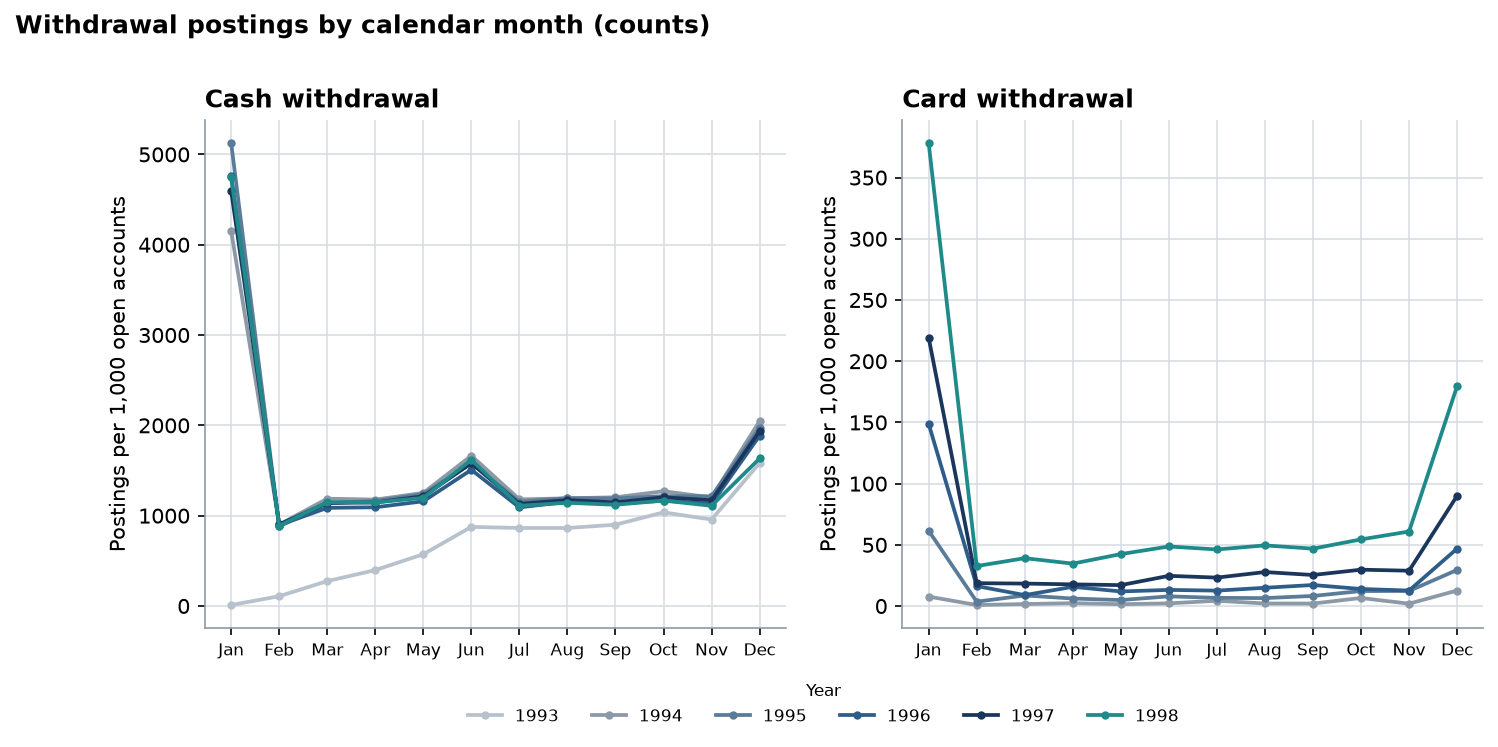 Withdrawal postings by calendar month (counts)
Cash withdrawal
Postings per 1,000 open accounts
5000
4000
3000
2000
1000
0
Jan Feb Mar Apr May Jun Jul Aug Sep Oct Nov Dec
Card withdrawal
Postings per 1,000 open accounts
350
300
250
200
150
100
50
0
Jan Feb Mar Apr May Jun Jul Aug Sep Oct Nov Dec
Year
1993 1994 1995 1996 1997 1998